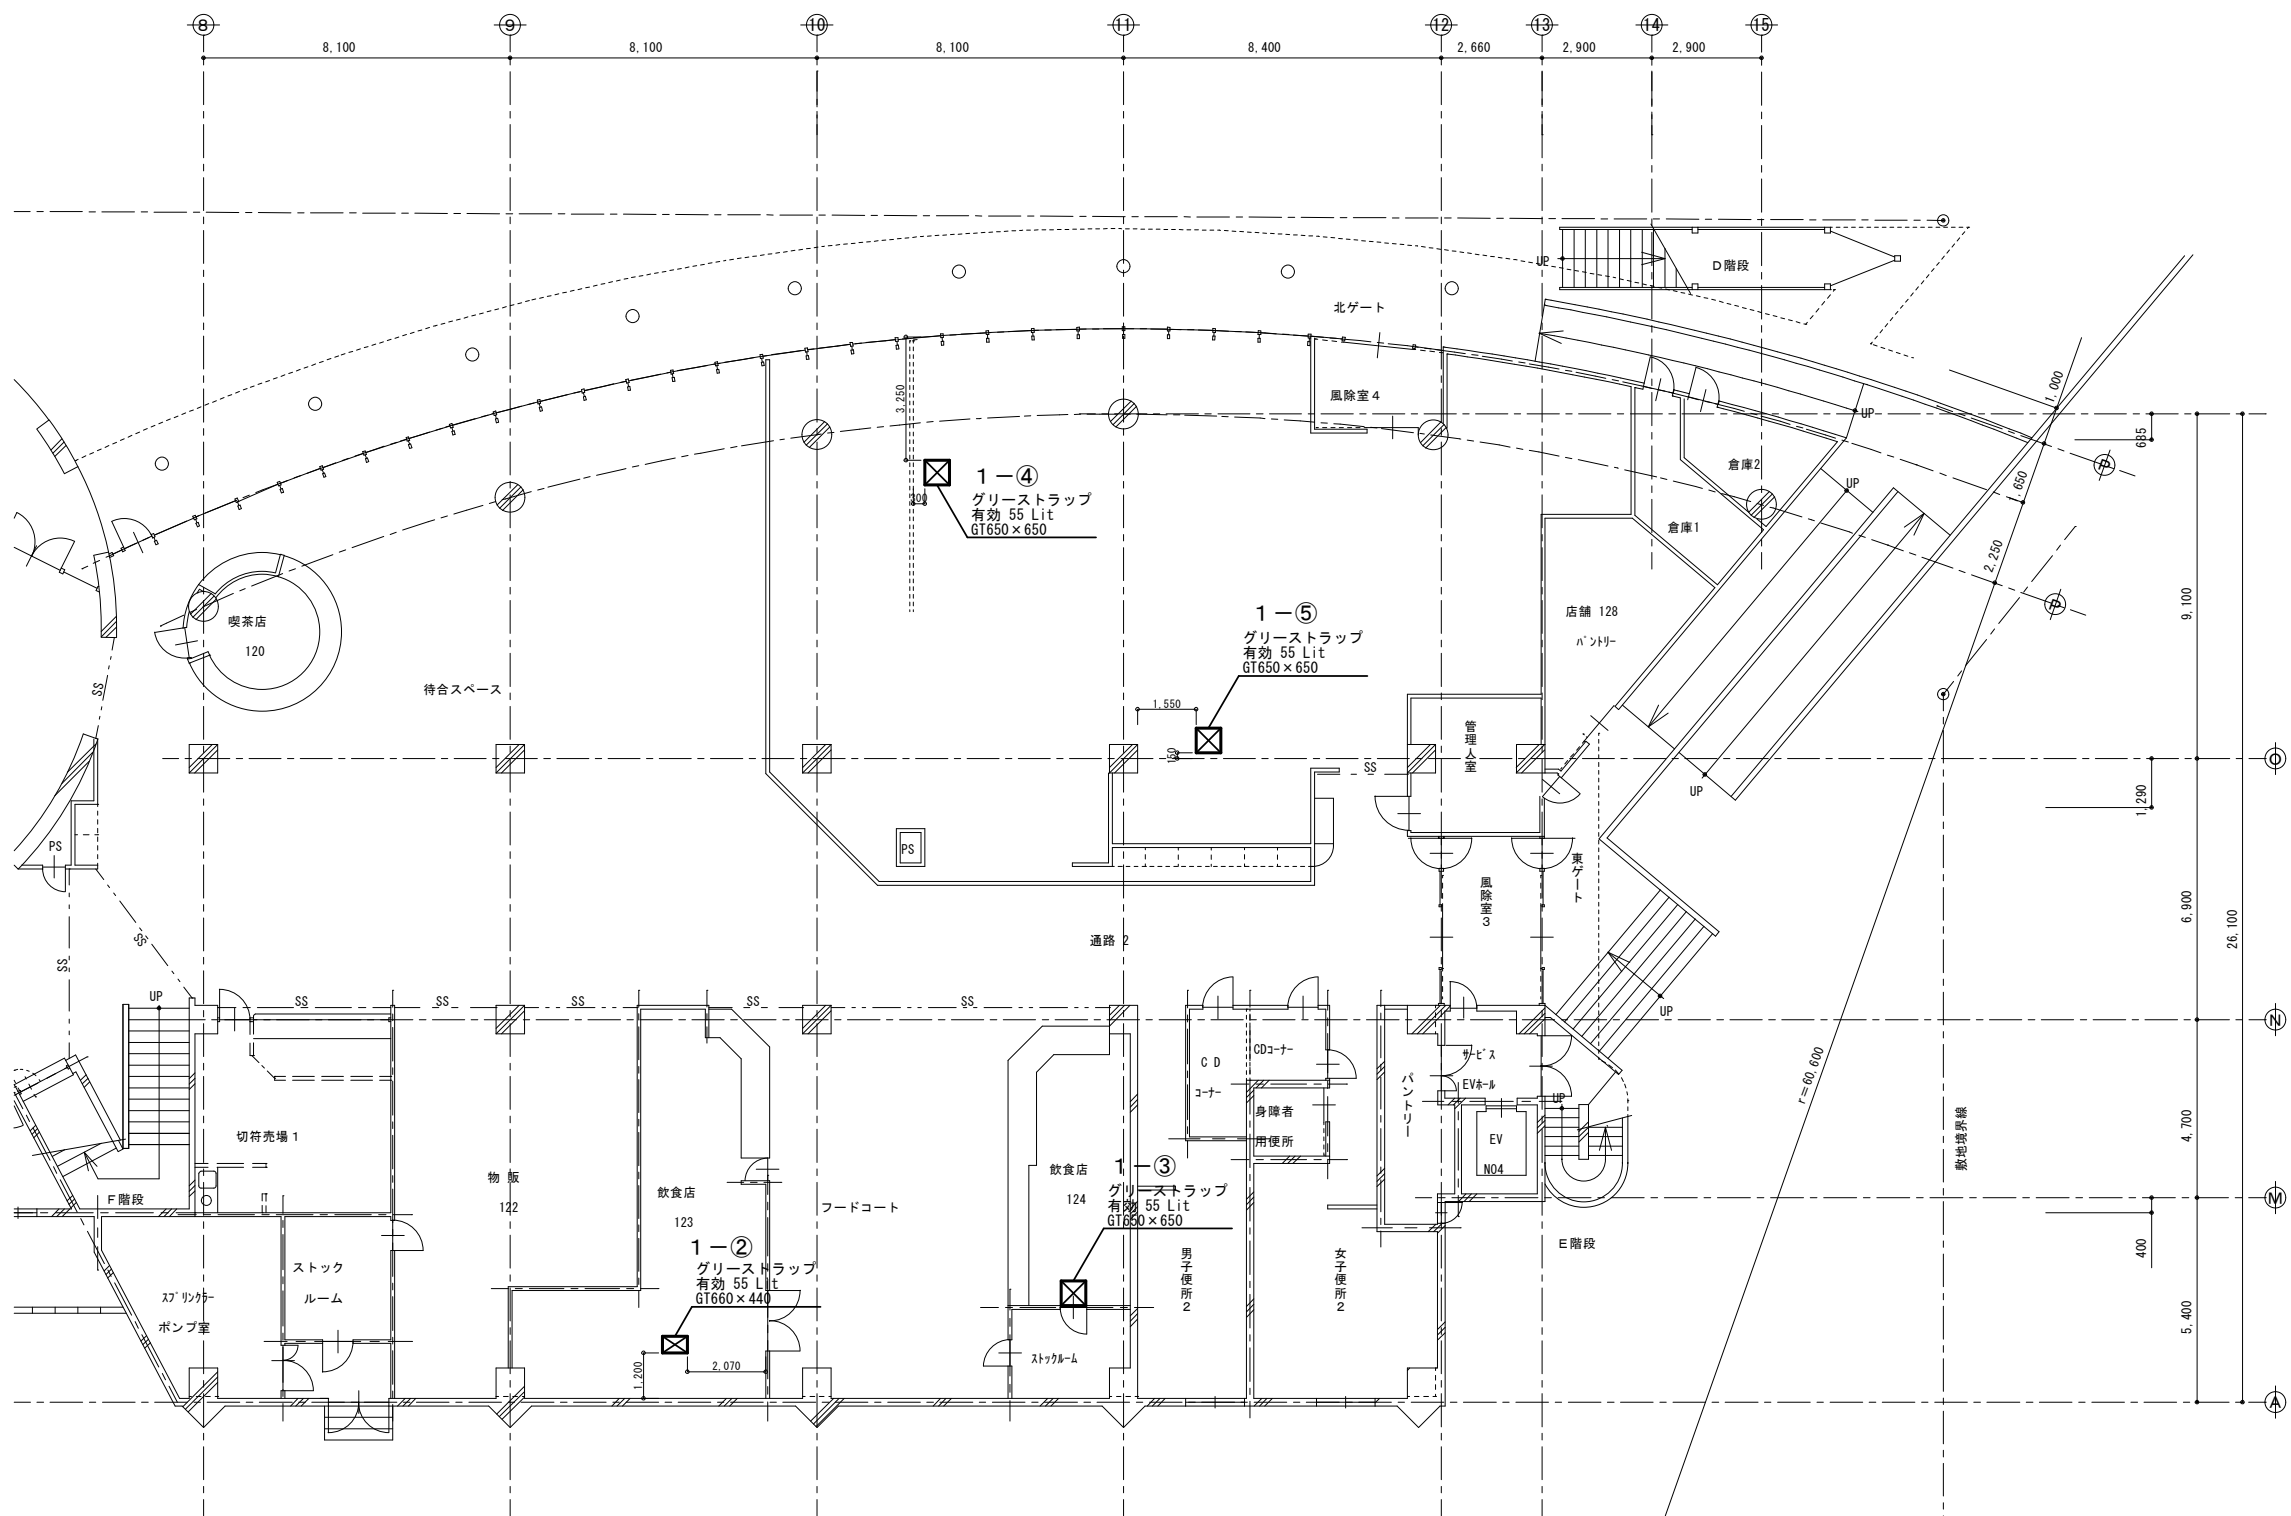 8
9
10
11
12
13
14
15
8,100
8,100
8,100
8,400
2,660
2,900
2,900
UP
D階段
北ゲート
風除室4
3,250
300
1-④
グリーストラップ
有効 55 Lit
GT650×650
1,000
UP
685
P
倉庫2
UP
1,650
倉庫1
2,250
P
9,100
喫茶店
120
店舗 128
パントリー
1-⑤
グリーストラップ
有効 55 Lit
GT650×650
SS
待合スペース
1,550
160
管理人室
SS
O
UP
1,290
PS
PS
東ゲート
風除室3
6,900
26,100
通路 2
SS
SS
UP
SS
SS
SS
SS
SS
UP
N
CD
コーナー
CDコーナー
サービス
EVホール
パントリー
r=60,600
身障者
用便所
UP
EV
NO4
敷地境界線
4,700
切符売場1
物 販
122
飲食店
123
フードコート
飲食店
124
1-③
グリーストラップ
有効 55 Lit
GT650×650
F階段
M
400
E階段
1-②
グリーストラップ
有効 55 Lit
GT660×440
男子便所2
女子便所2
ストック
ルーム
スプリンクラー
ポンプ室
5,400
ストックルーム
1,200
2,070
A